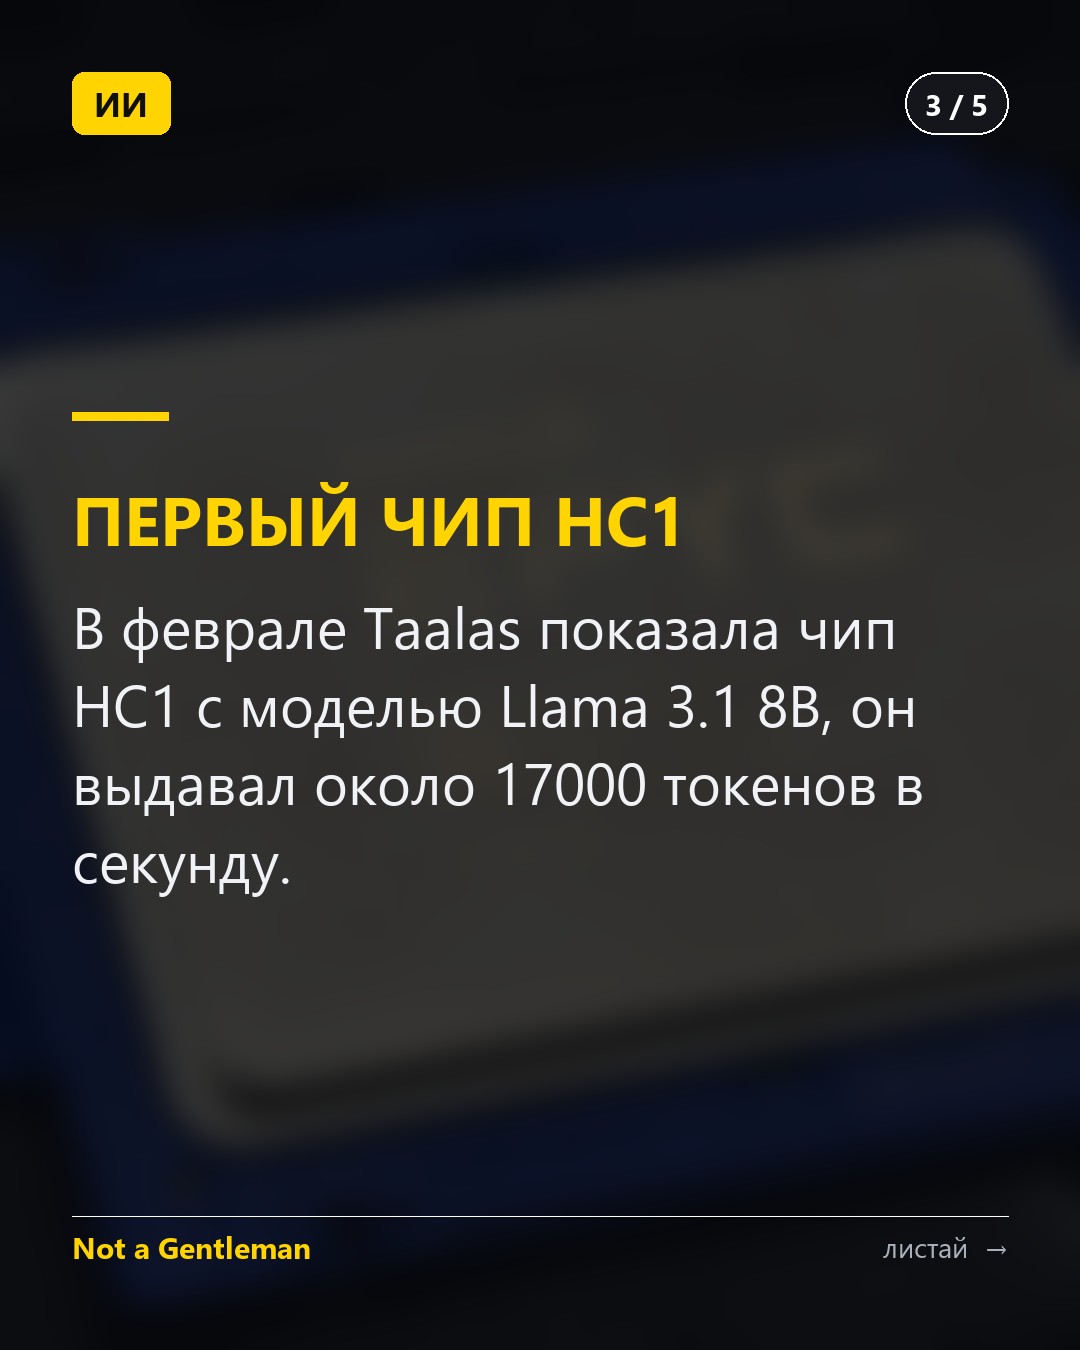 ИИ
3 / 5
ПЕРВЫЙ ЧИП HC1
В феврале Taalas показала чип
HC1 с моделью Llama 3.1 8B, он
выдавал около 17000 токенов в
секунду.
Not a Gentleman
листай →